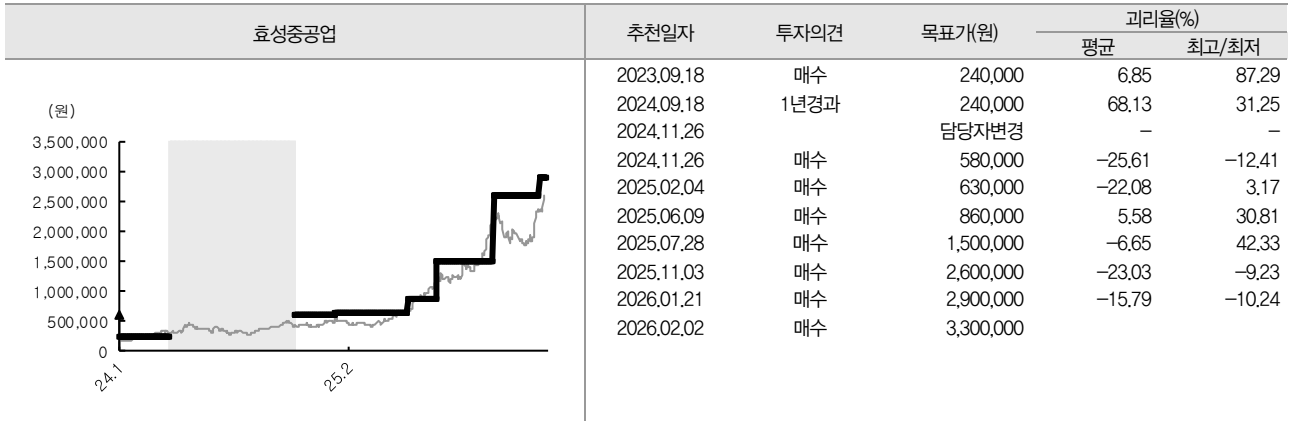 효성중공업
추천일자 투자의견 목표가(원) 괴리율(%)
평균 최고/최저
2023.09.18 매수 240,000 6.85 87.29
2024.09.18 1년경과 240,000 68.13 31.25
2024.11.26 담당자변경 – –
2024.11.26 매수 580,000 –25.61 –12.41
2025.02.04 매수 630,000 –22.08 3.17
2025.06.09 매수 860,000 5.58 30.81
2025.07.28 매수 1,500,000 –6.65 42.33
2025.11.03 매수 2,600,000 –23.03 –9.23
2026.01.21 매수 2,900,000 –15.79 –10.24
2026.02.02 매수 3,300,000
(원)
3,500,000
3,000,000
2,500,000
2,000,000
1,500,000
1,000,000
500,000
0
24.1 25.2